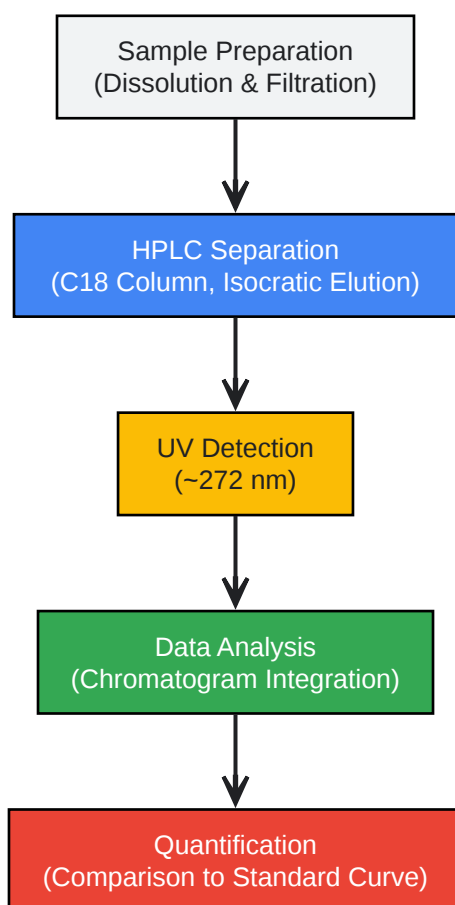 Sample Preparation
(Dissolution & Filtration)
HPLC Separation
(C18 Column, Isocratic Elution)
UV Detection
(~272 nm)
Data Analysis
(Chromatogram Integration)
Quantification
(Comparison to Standard Curve)